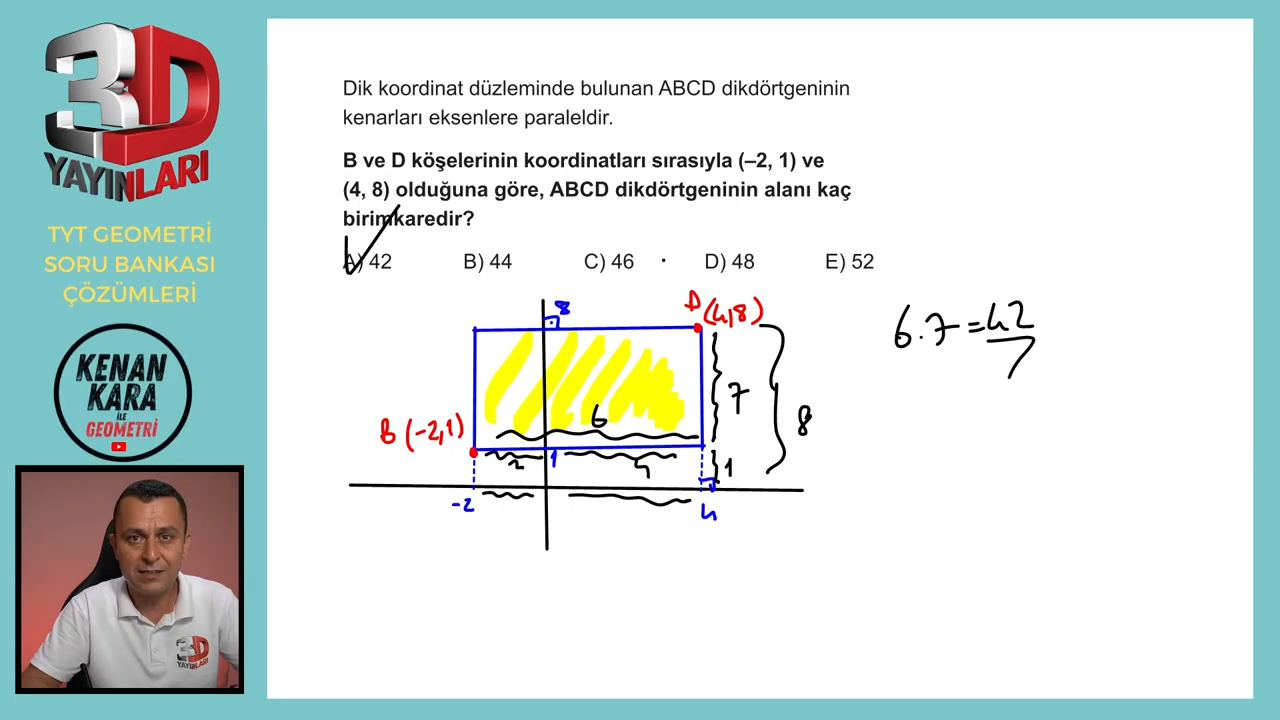 3D
YAYINLARI
TYT GEOMETRİ
SORU BANKASI
ÇÖZÜMLERİ
KENAN
KARA
İLE
GEOMETRİ
3D
YAYINLARI
Dik koordinat düzleminde bulunan ABCD dikdörtgeninin
kenarları eksenlere paraleldir.
B ve D köşelerinin koordinatları sırasıyla (–2, 1) ve
(4, 8) olduğuna göre, ABCD dikdörtgeninin alanı kaç
birimkaredir?
A) 42 B) 44 C) 46 D) 48 E) 52
8
D (4,8)
6.7=42
7
8
6
B (-2,1)
2 1 4 1
-2 4